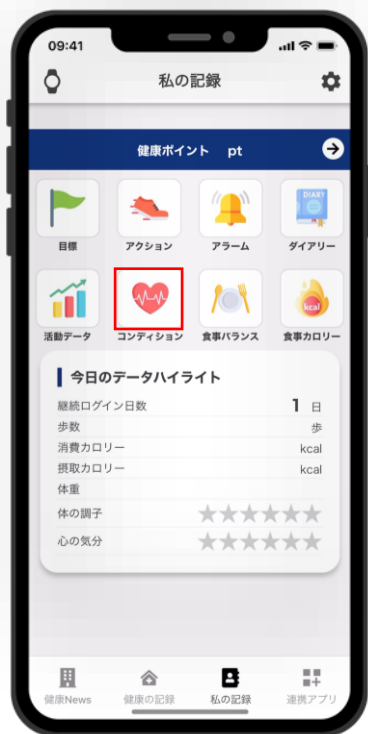 09:41
私の記録
健康ポイント pt
目標 アクション アラーム ダイアリー
DIARY
kcal
活動データ コンディション 食事バランス 食事カロリー
今日のデータハイライト
継続ログイン日数 1 日
歩数 歩
消費カロリー kcal
摂取カロリー kcal
体重
体の調子
心の気分
健康News 健康の記録 私の記録 連携アプリ